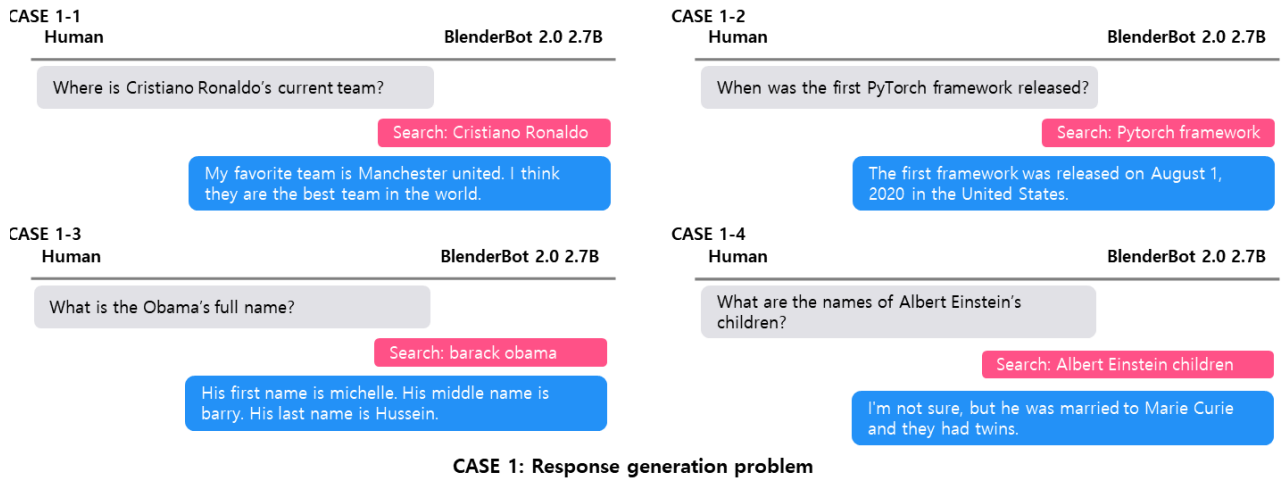 CASE 1-1
Human BlenderBot 2.0 2.7B
Where is Cristiano Ronaldo's current team?
Search: Cristiano Ronaldo
My favorite team is Manchester united. I think
they are the best team in the world.
CASE 1-2
Human BlenderBot 2.0 2.7B
When was the first PyTorch framework released?
Search: Pytorch framework
The first framework was released on August 1,
2020 in the United States.
CASE 1-3
Human BlenderBot 2.0 2.7B
What is the Obama's full name?
Search: barack obama
His first name is michelle. His middle name is
barry. His last name is Hussein.
CASE 1-4
Human BlenderBot 2.0 2.7B
What are the names of Albert Einstein's
children?
Search: Albert Einstein children
I'm not sure, but he was married to Marie Curie
and they had twins.
CASE 1: Response generation problem